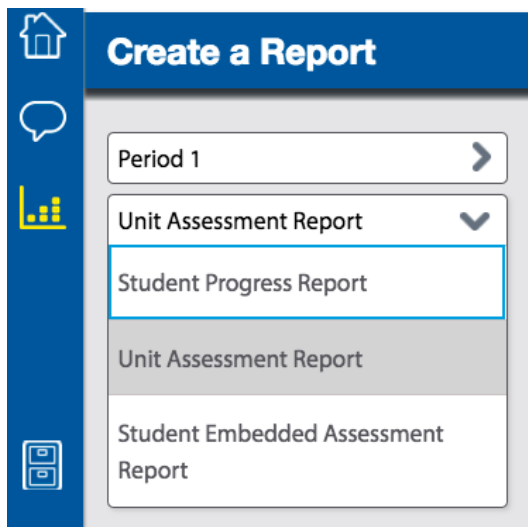 Create a Report
Period 1
Unit Assessment Report
Student Progress Report
Unit Assessment Report
Student Embedded Assessment
Report